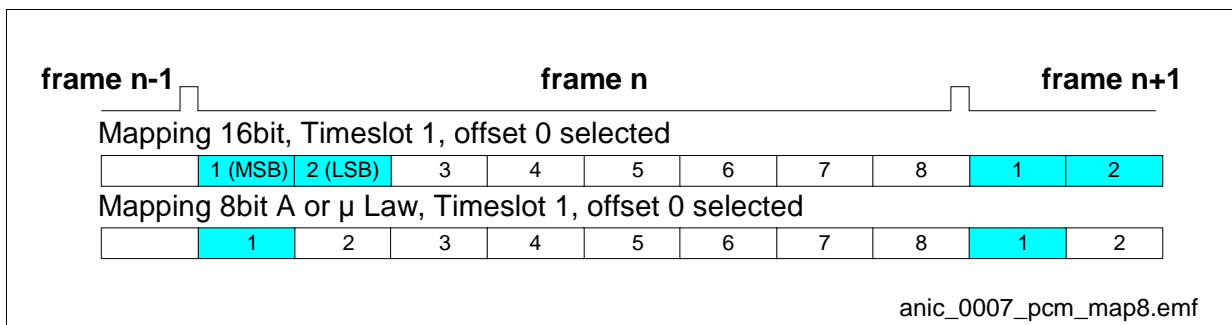 frame n-1 frame n frame n+1
Mapping 16bit, Timeslot 1, offset 0 selected
1 (MSB) 2 (LSB) 3 4 5 6 7 8 1 2
Mapping 8bit A or µ Law, Timeslot 1, offset 0 selected
1 2 3 4 5 6 7 8 1 2
anic_0007_pcm_map8.emf